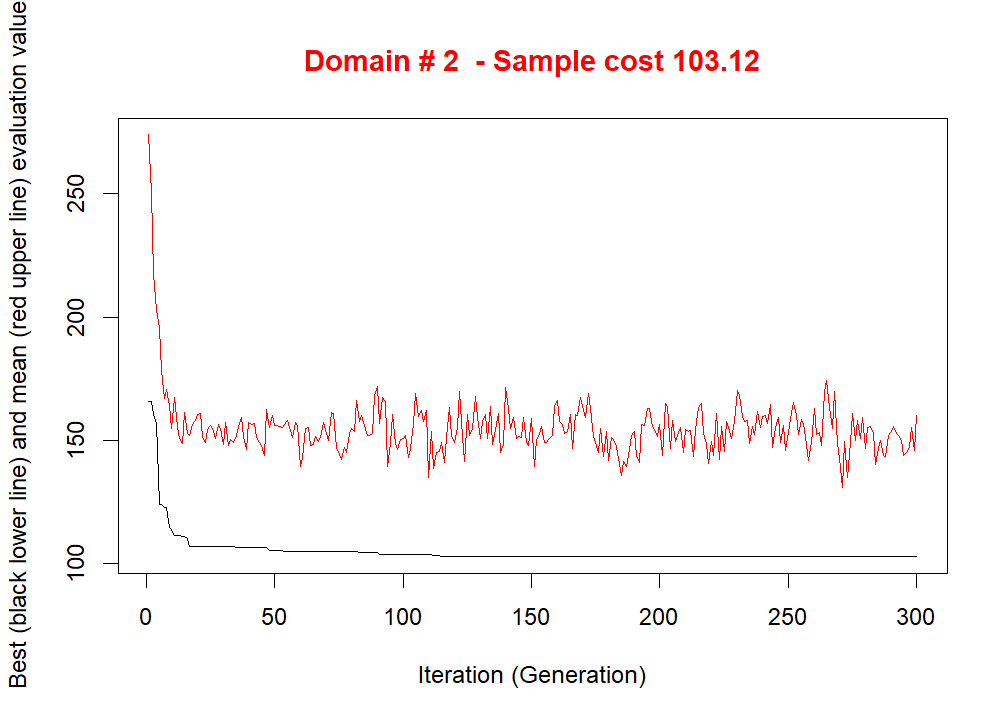 Domain # 2  - Sample cost 103.12
Best (black lower line) and mean (red upper line) evaluation value
250
200
150
100
0 50 100 150 200 250 300
Iteration (Generation)